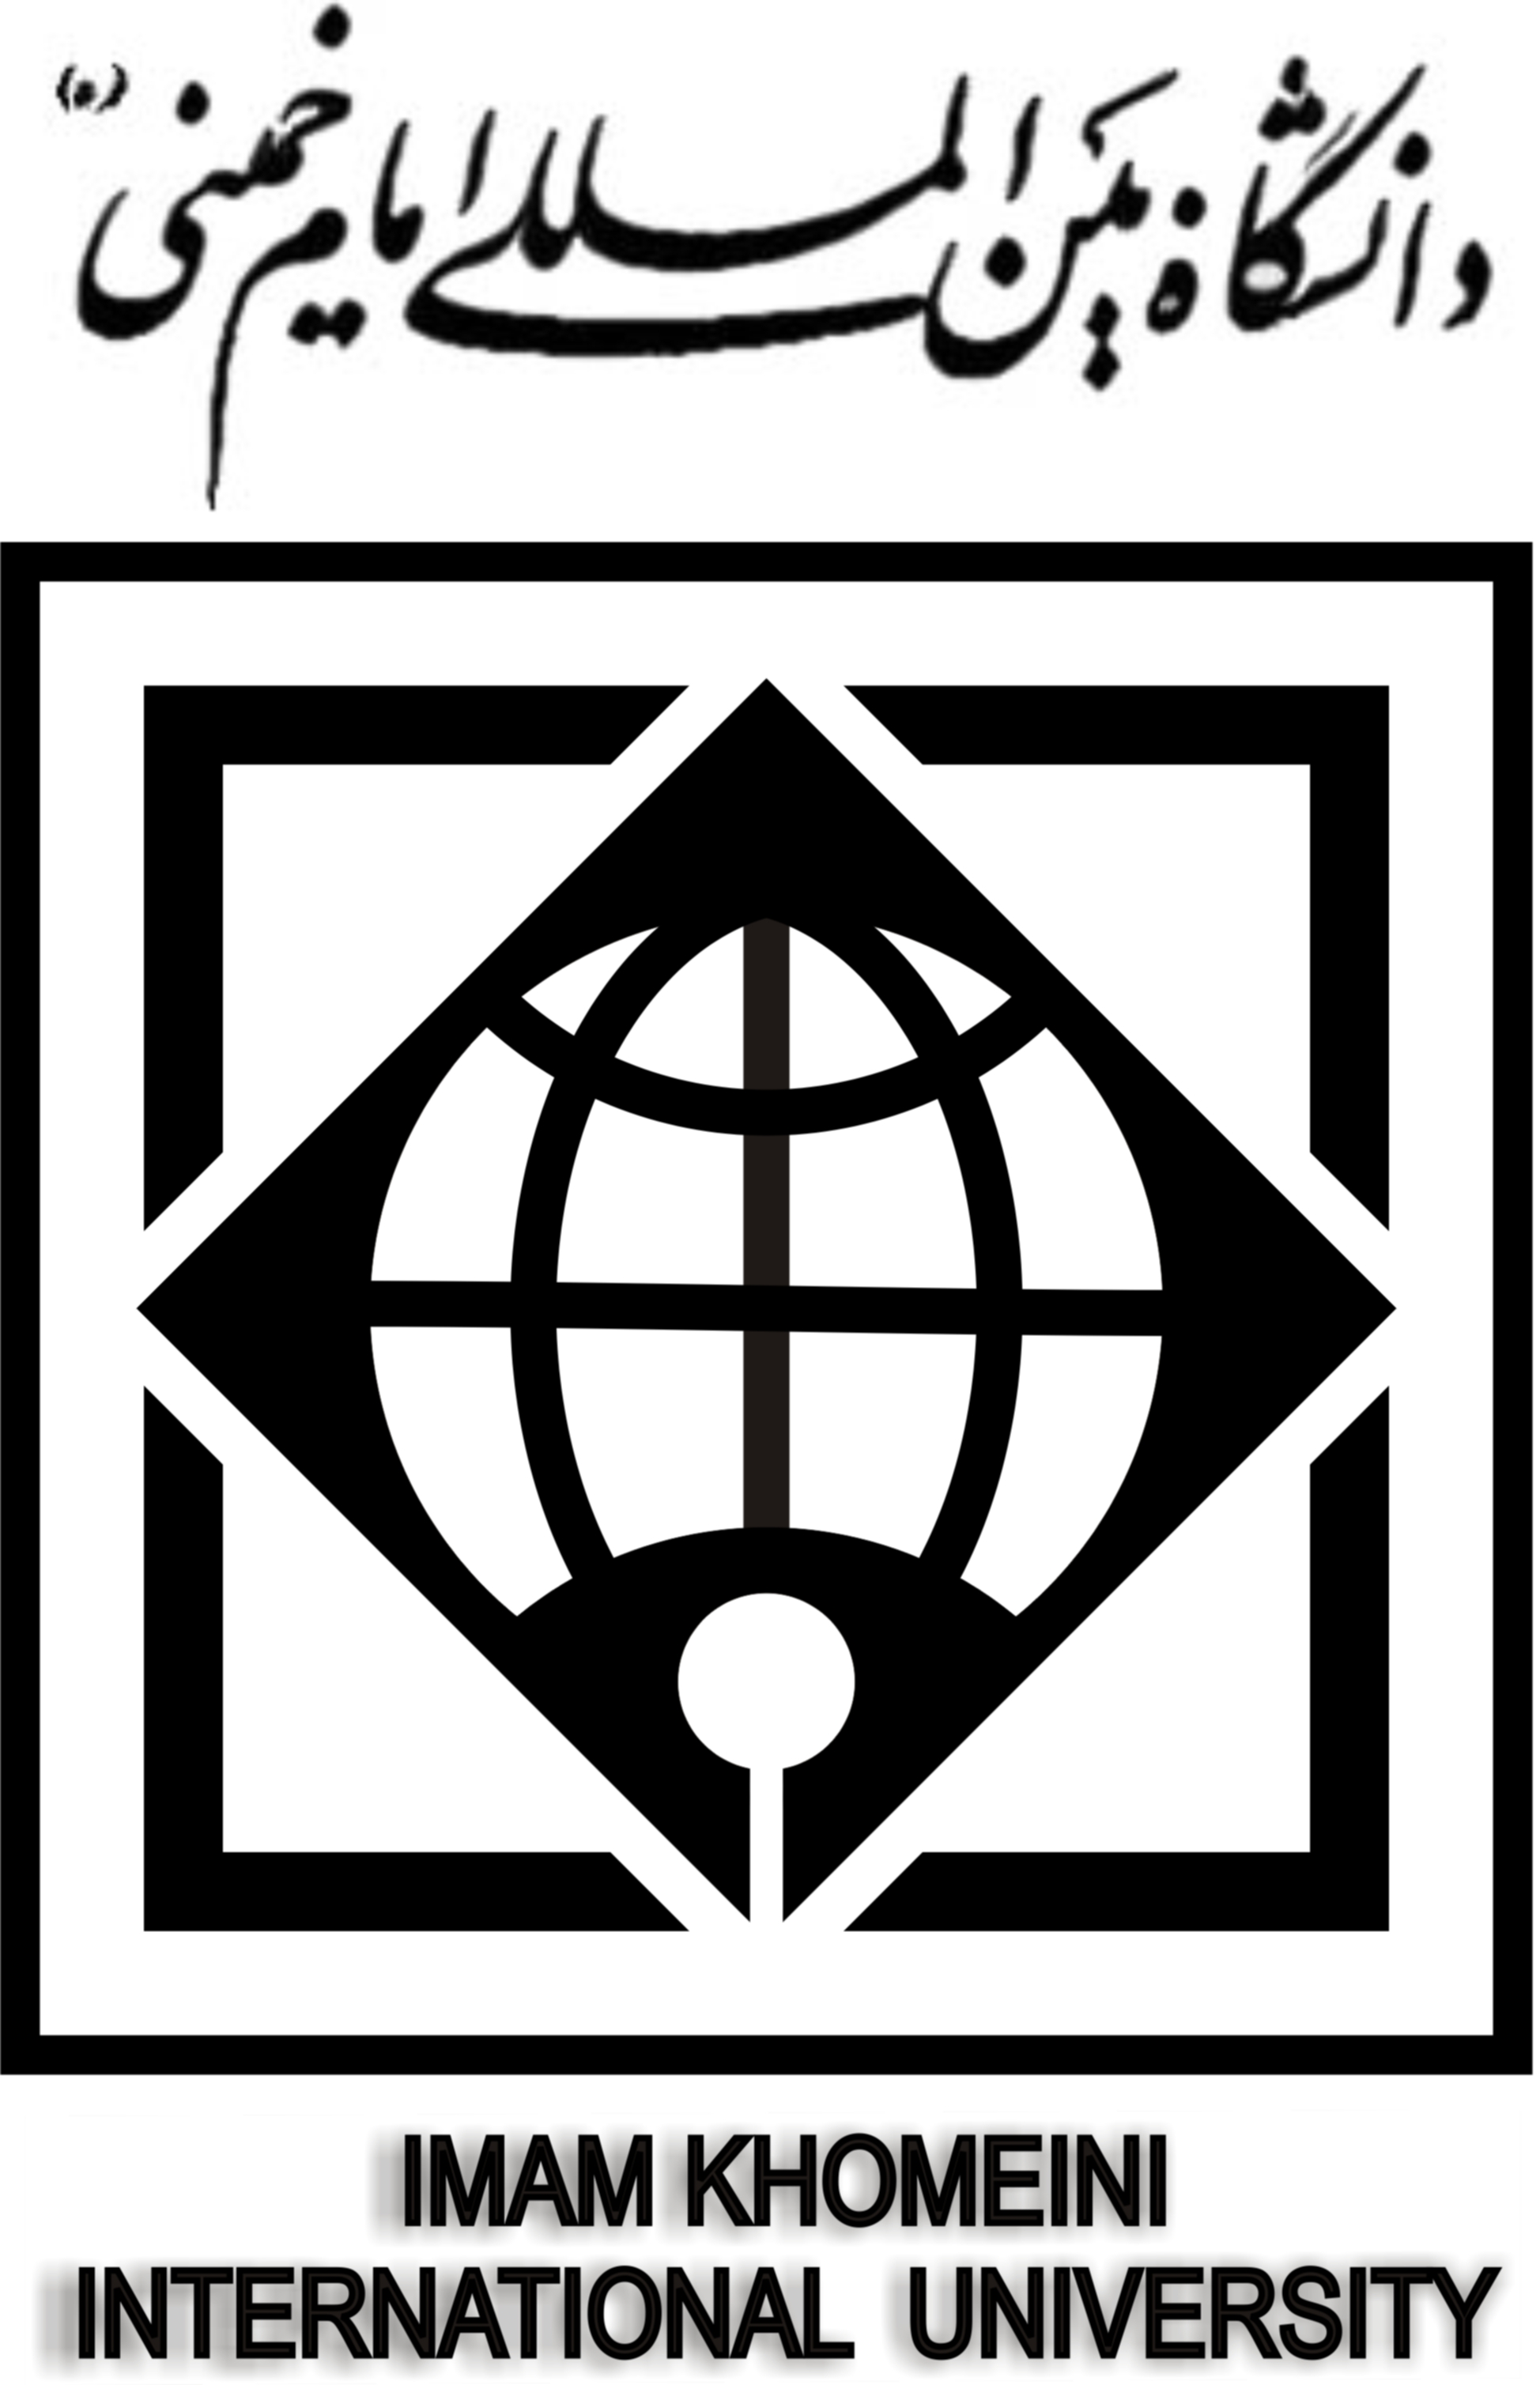 دانشگاه بین المللی امام خمینی (ره)
IMAM KHOMEINI
INTERNATIONAL UNIVERSITY